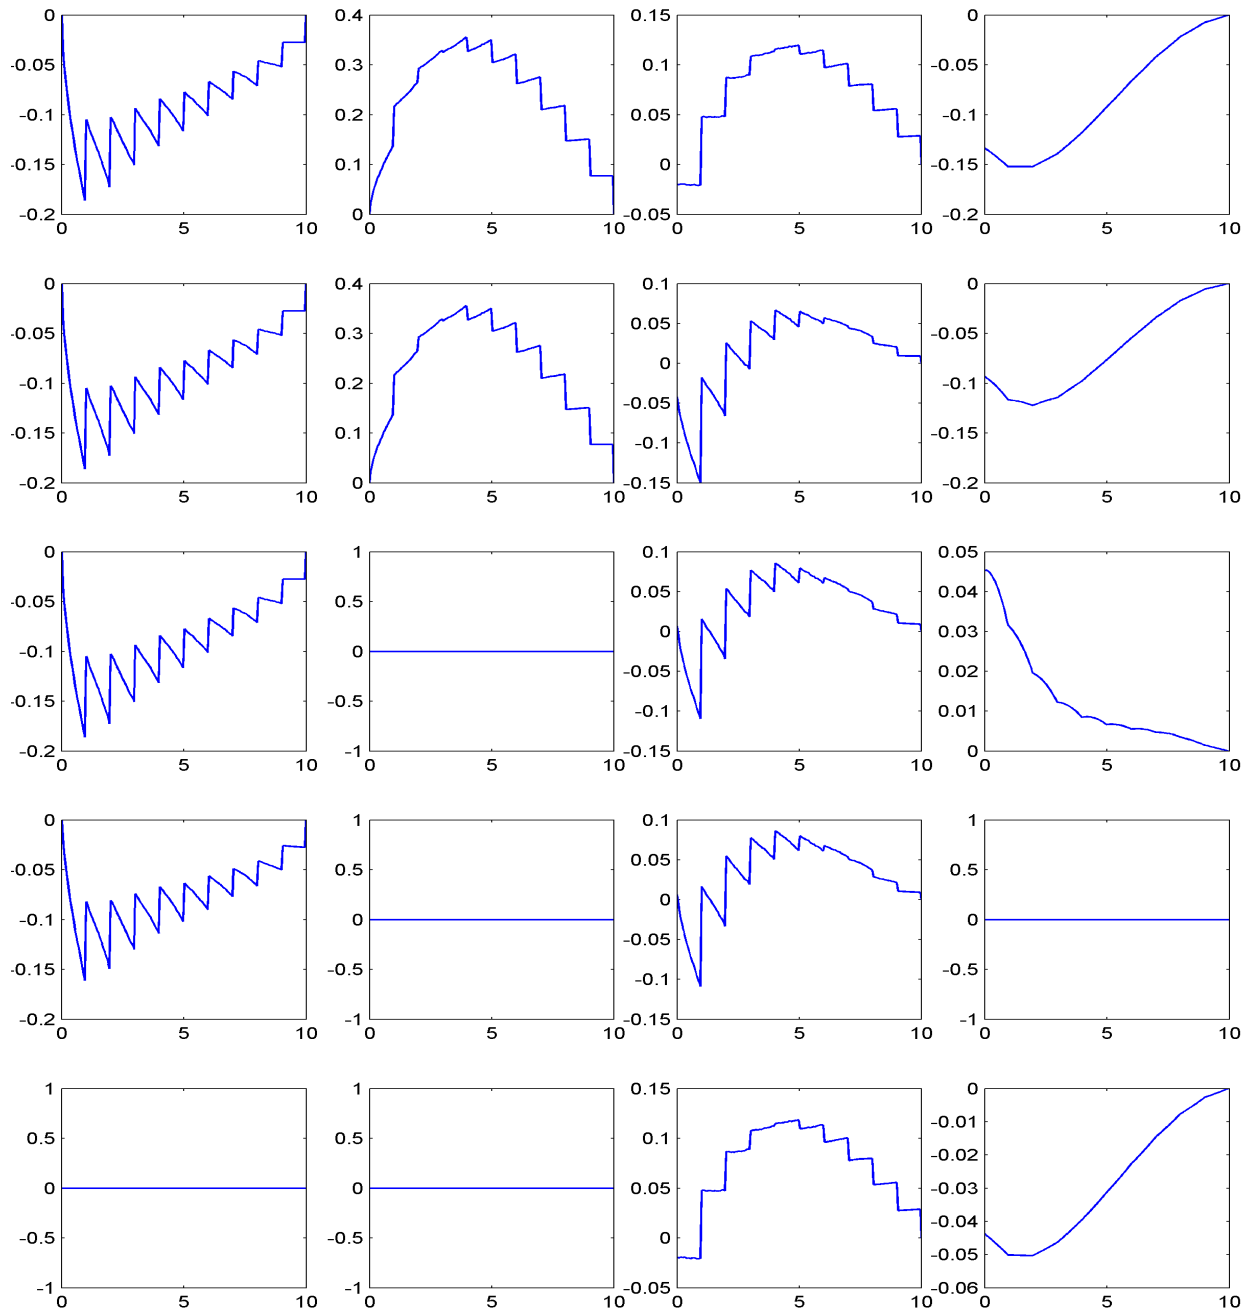 0 0.4 0.15 0
-0.05 0.3 0.1 -0.05
-0.1 0.2 0.05 -0.1
-0.15 0.1 0 -0.15
-0.2 0 -0.05 -0.2
0 5 10 0 5 10 0 5 10 0 5 10
0 0.4 0.1 0
-0.05 0.3 0.05 -0.05
0
-0.1 0.2 -0.05 -0.1
-0.15 0.1 -0.1 -0.15
-0.2 0 -0.15 -0.2
0 5 10 0 5 10 0 5 10 0 5 10
0 1 0.1 0.05
-0.05 0.5 0.05 0.04
0 0.03
-0.1 0 -0.05 0.02
-0.15 -0.5 -0.1 0.01
-0.2 -1 -0.15 0
0 5 10 0 5 10 0 5 10 0 5 10
0 1 0.1 1
-0.05 0.5 0.05 0.5
0
-0.1 0 -0.05 0
-0.15 -0.5 -0.1 -0.5
-0.2 -1 -0.15 -1
0 5 10 0 5 10 0 5 10 0 5 10
1 1 0.15 0
-0.01
0.5 0.5 0.1 -0.02
0 0 0.05 -0.03
-0.04
-0.5 -0.5 0 -0.05
-1 -1 -0.05 -0.06
0 5 10 0 5 10 0 5 10 0 5 10